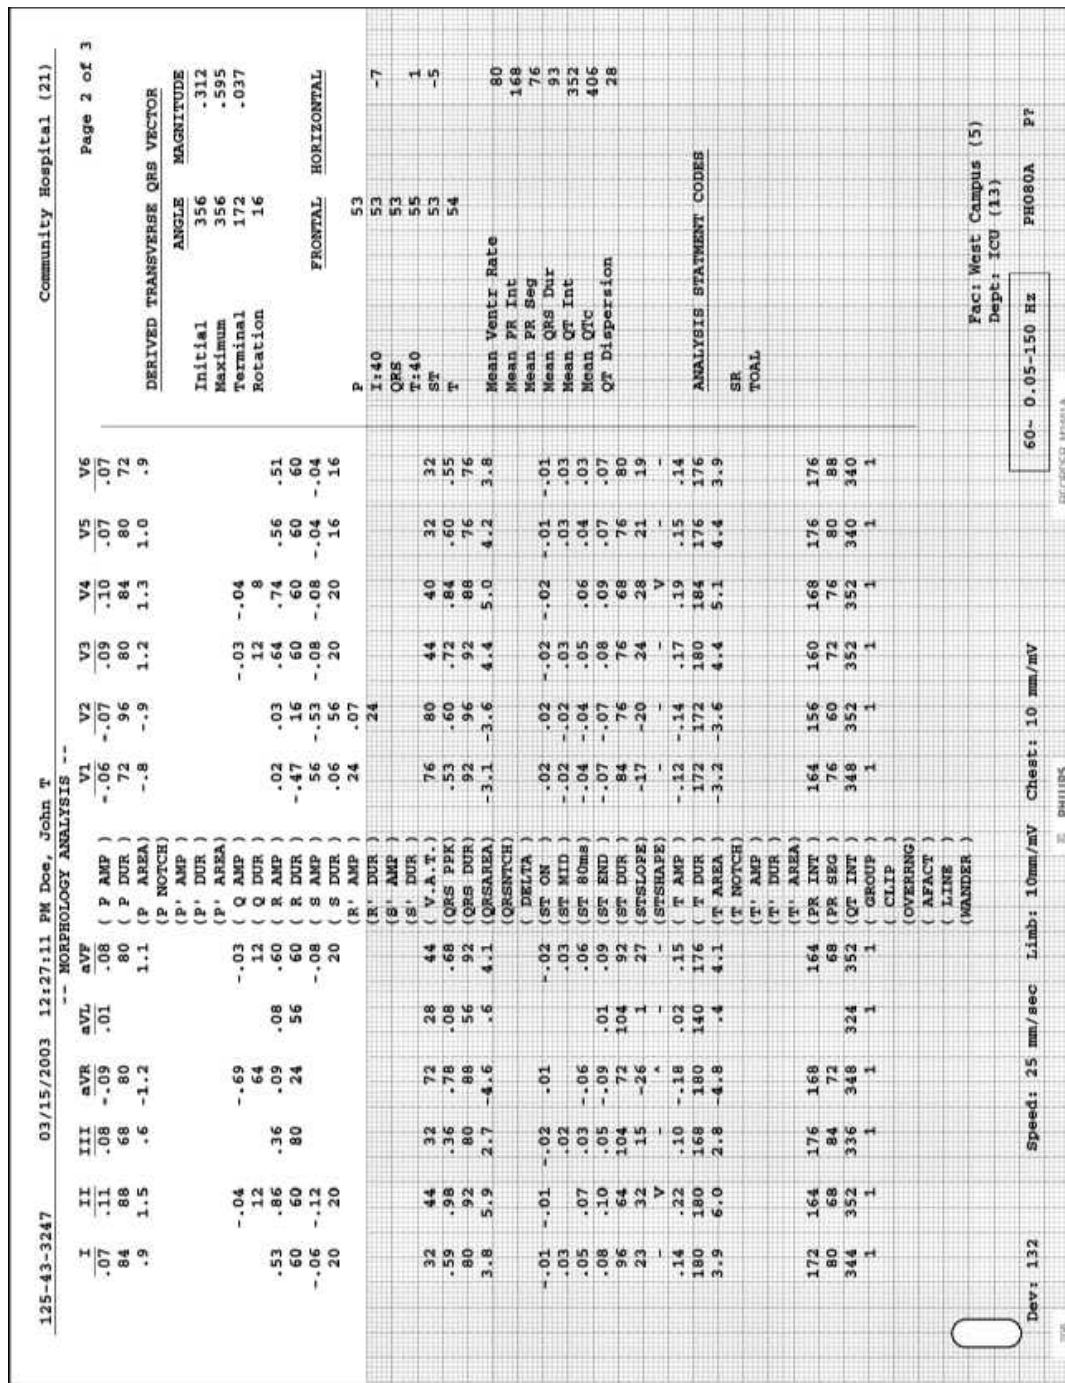 125-43-3247 03/15/2003 12:27:11 PM Doe, John T Community Hospital (21)
-- MORPHOLOGY ANALYSIS --
Page 2 of 3
I II III aVR aVL aVF V1 V2 V3 V4 V5 V6
.07 .11 .08 -.09 .01 .08 ( P AMP ) -.06 -.07 .09 .10 .07 .07
84 88 68 80 80 ( P DUR ) 72 96 80 84 80 72
.9 1.5 .6 -1.2 1.1 (P AREA) -.8 -.9 1.2 1.3 1.0 .9
(P NOTCH)
(P' AMP )
(P' DUR )
(P' AREA)
-.04 -.69 -.03 ( Q AMP ) -.03 -.04
12 64 12 ( Q DUR ) 12 8
.53 .86 .36 .09 .08 .60 ( R AMP ) .02 .03 .64 .74 .56 .51
60 60 80 24 56 60 ( R DUR ) -.47 16 60 60 60 60
-.06 -.12 -.08 ( S AMP ) 56 -.53 -.08 -.08 -.04 -.04
20 20 20 ( S DUR ) .06 56 20 20 16 16
(R' AMP ) 24 .07
(R' DUR ) 24
(S' AMP )
(S' DUR )
32 44 32 72 28 44 ( V.A.T.) 76 80 44 40 32 32
.59 .98 .36 .78 .08 .68 (QRS PPK) .53 .60 .72 .84 .60 .55
80 92 80 88 56 92 (QRS DUR) 92 96 92 88 76 76
3.8 5.9 2.7 -4.6 .6 4.1 (QRSAREA) -3.1 -3.6 4.4 5.0 4.2 3.8
(QRSNTCH)
( DELTA )
-.01 -.01 -.02 .01 -.02 (ST ON ) .02 .02 -.02 -.02 -.01 -.01
.03 .02 .03 (ST MID ) -.02 -.02 .03 .03 .03
.05 .07 .03 -.06 .06 (ST 80ms) -.04 -.04 .05 .06 .04 .03
.08 .10 .05 -.09 .01 .09 (ST END ) -.07 -.07 .08 .09 .07 .07
96 64 104 72 104 92 (ST DUR ) 84 76 76 68 76 80
23 32 15 -26 1 27 (STSLOPE) -17 -20 24 28 21 19
- V - ^ - - (STSHAPE) - - - V - -
.14 .22 .10 -.18 .02 .15 ( T AMP ) -.12 -.14 .17 .19 .15 .14
180 180 168 180 140 176 ( T DUR ) 172 172 180 184 176 176
3.9 6.0 2.8 -4.8 .4 4.1 (T AREA) -3.2 -3.6 4.4 5.1 4.4 3.9
(T NOTCH)
(T' AMP )
(T' DUR )
(T' AREA)
172 164 176 168 164 (PR INT) 164 156 160 168 176 176
80 68 84 72 68 (PR SEG) 76 60 72 76 80 88
344 352 336 348 324 352 (QT INT) 348 352 352 352 340 340
1 1 1 1 1 1 ( GROUP ) 1 1 1 1 1 1
( CLIP )
(OVERRNG)
( AFACT )
( LINE )
(WANDER )
DERIVED TRANSVERSE QRS VECTOR
ANGLE MAGNITUDE
Initial 356 .312
Maximum 356 .595
Terminal 172 .037
Rotation 16
FRONTAL HORIZONTAL
P 53
I:40 53 -7
QRS 53
T:40 55
ST 53 1
T 54 -5
Mean Ventr Rate 80
Mean PR Int 168
Mean PR Seg 76
Mean QRS Dur 93
Mean QT Int 352
Mean QTc 406
QT Dispersion 28
ANALYSIS STATMENT CODES
SR
TOAL
Fac: West Campus (5)
Dept: ICU (13)
Dev: 132 Speed: 25 mm/sec Limb: 10mm/mV Chest: 10 mm/mV 60~ 0.05-150 Hz PH080A P?
PHILIPS